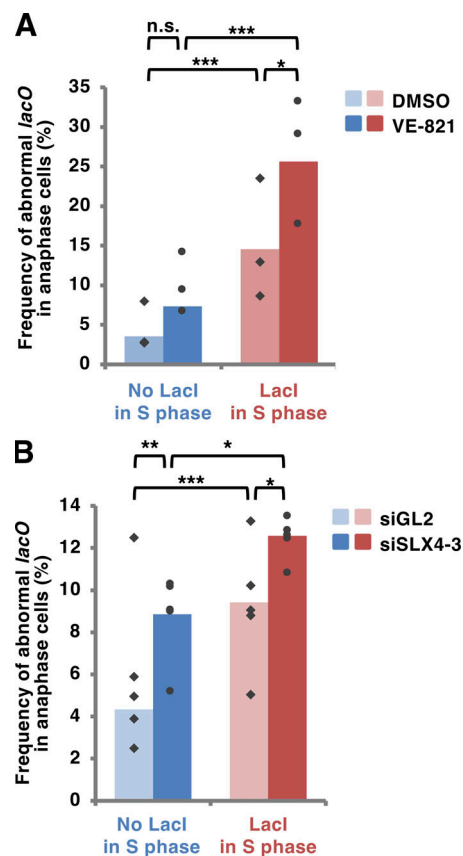 A
n.s.
***
***
*
35
30
25
20
15
10
5
0
Frequency of abnormal lacO
in anaphase cells (%)
DMSO
VE-821
No LacI
in S phase
LacI
in S phase
B
**
*
***
*
14
12
10
8
6
4
2
0
Frequency of abnormal lacO
in anaphase cells (%)
siGL2
siSLX4-3
No LacI
in S phase
LacI
in S phase